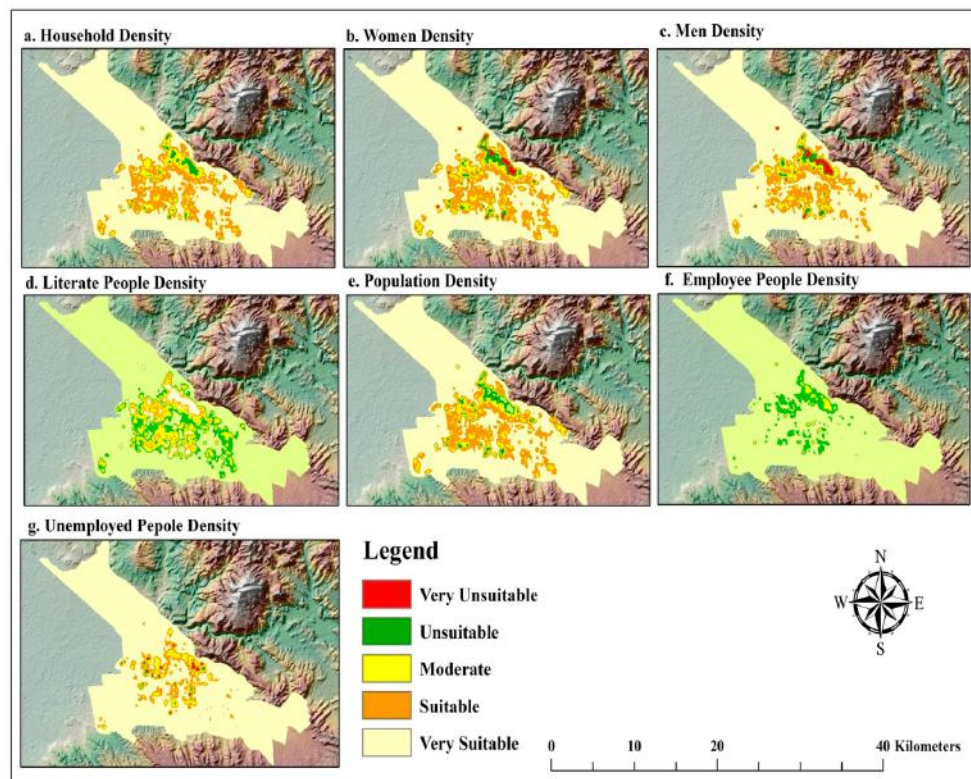 a. Household Density
b. Women Density
c. Men Density
d. Literate People Density
e. Population Density
f. Employee People Density
g. Unemployed Pepole Density
Legend
Very Unsuitable
Unsuitable
Moderate
Suitable
Very Suitable
N
W E
S
0 10 20 40 Kilometers